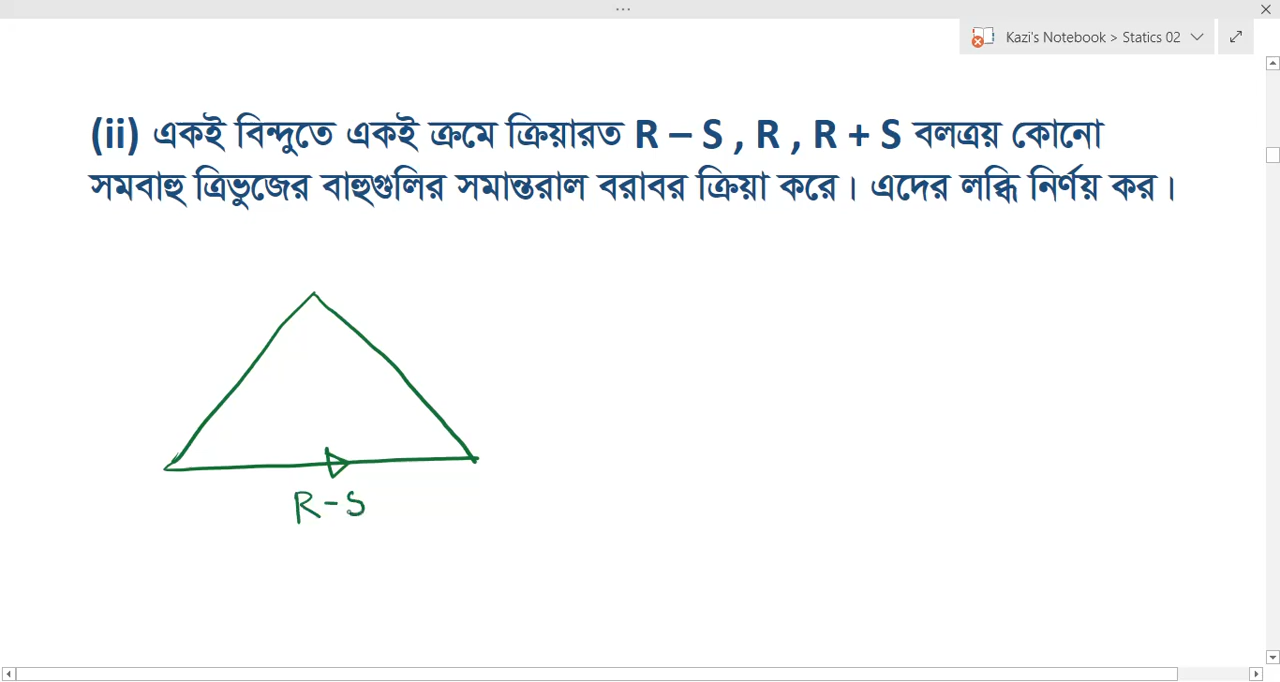 Kazi's Notebook > Statics 02
(ii) একই বিন্দুতে একই ক্রমে ক্রিয়ারত R – S , R , R + S বলত্রয় কোনো
সমবাহু ত্রিভুজের বাহুগুলির সমান্তরাল বরাবর ক্রিয়া করে। এদের লব্ধি নির্ণয় কর।
R - S